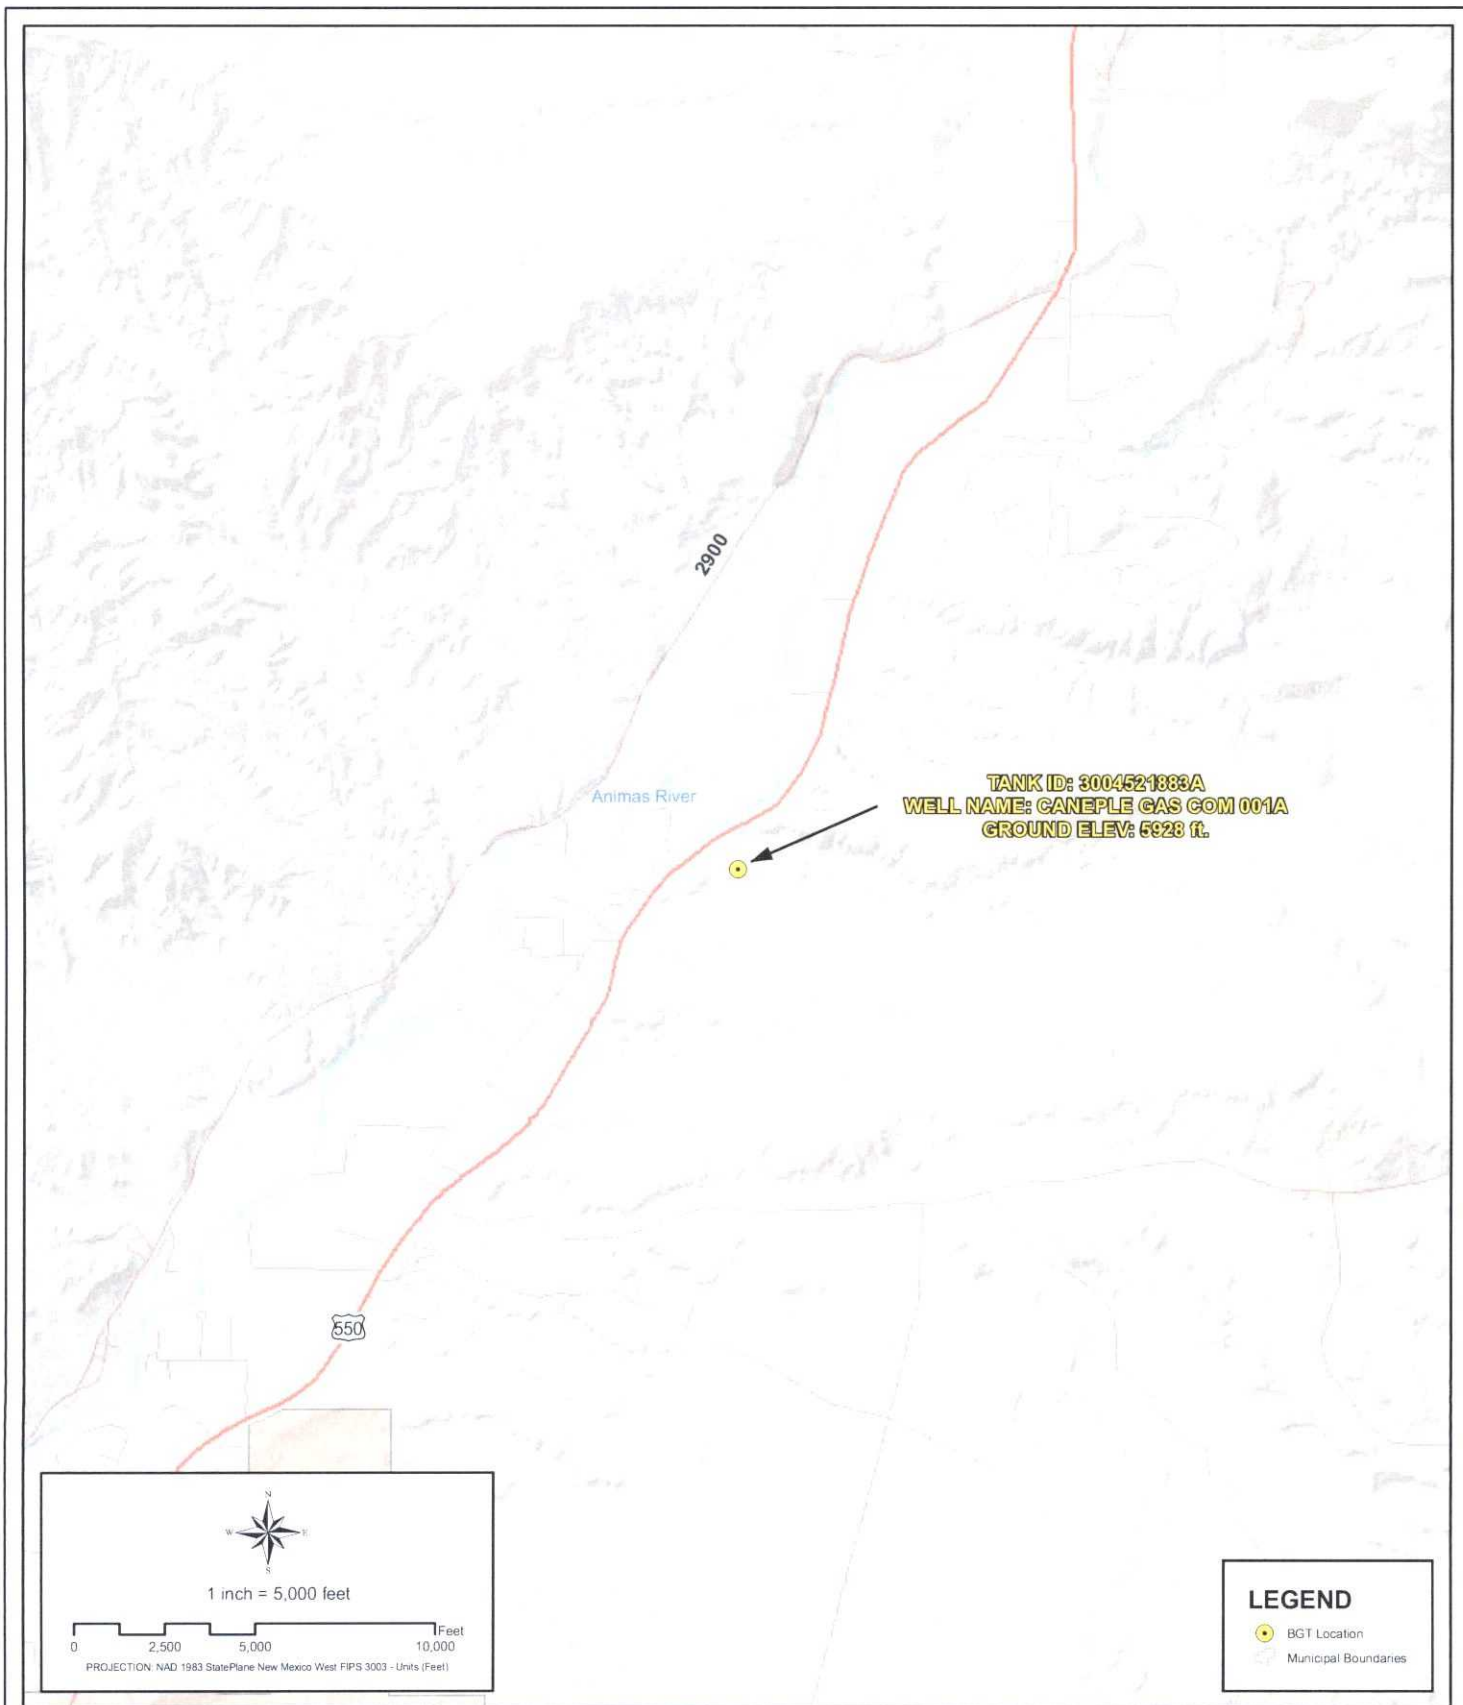 2900
Animas River
TANK ID: 3004521883A
WELL NAME: CANEPLE GAS COM 001A
GROUND ELEV: 5928 ft.
550
N
W E
S
1 inch = 5,000 feet
Feet
0 2,500 5,000 10,000
PROJECTION: NAD 1983 StatePlane New Mexico West FIPS 3003 - Units (Feet)
LEGEND
BGT Location
Municipal Boundaries